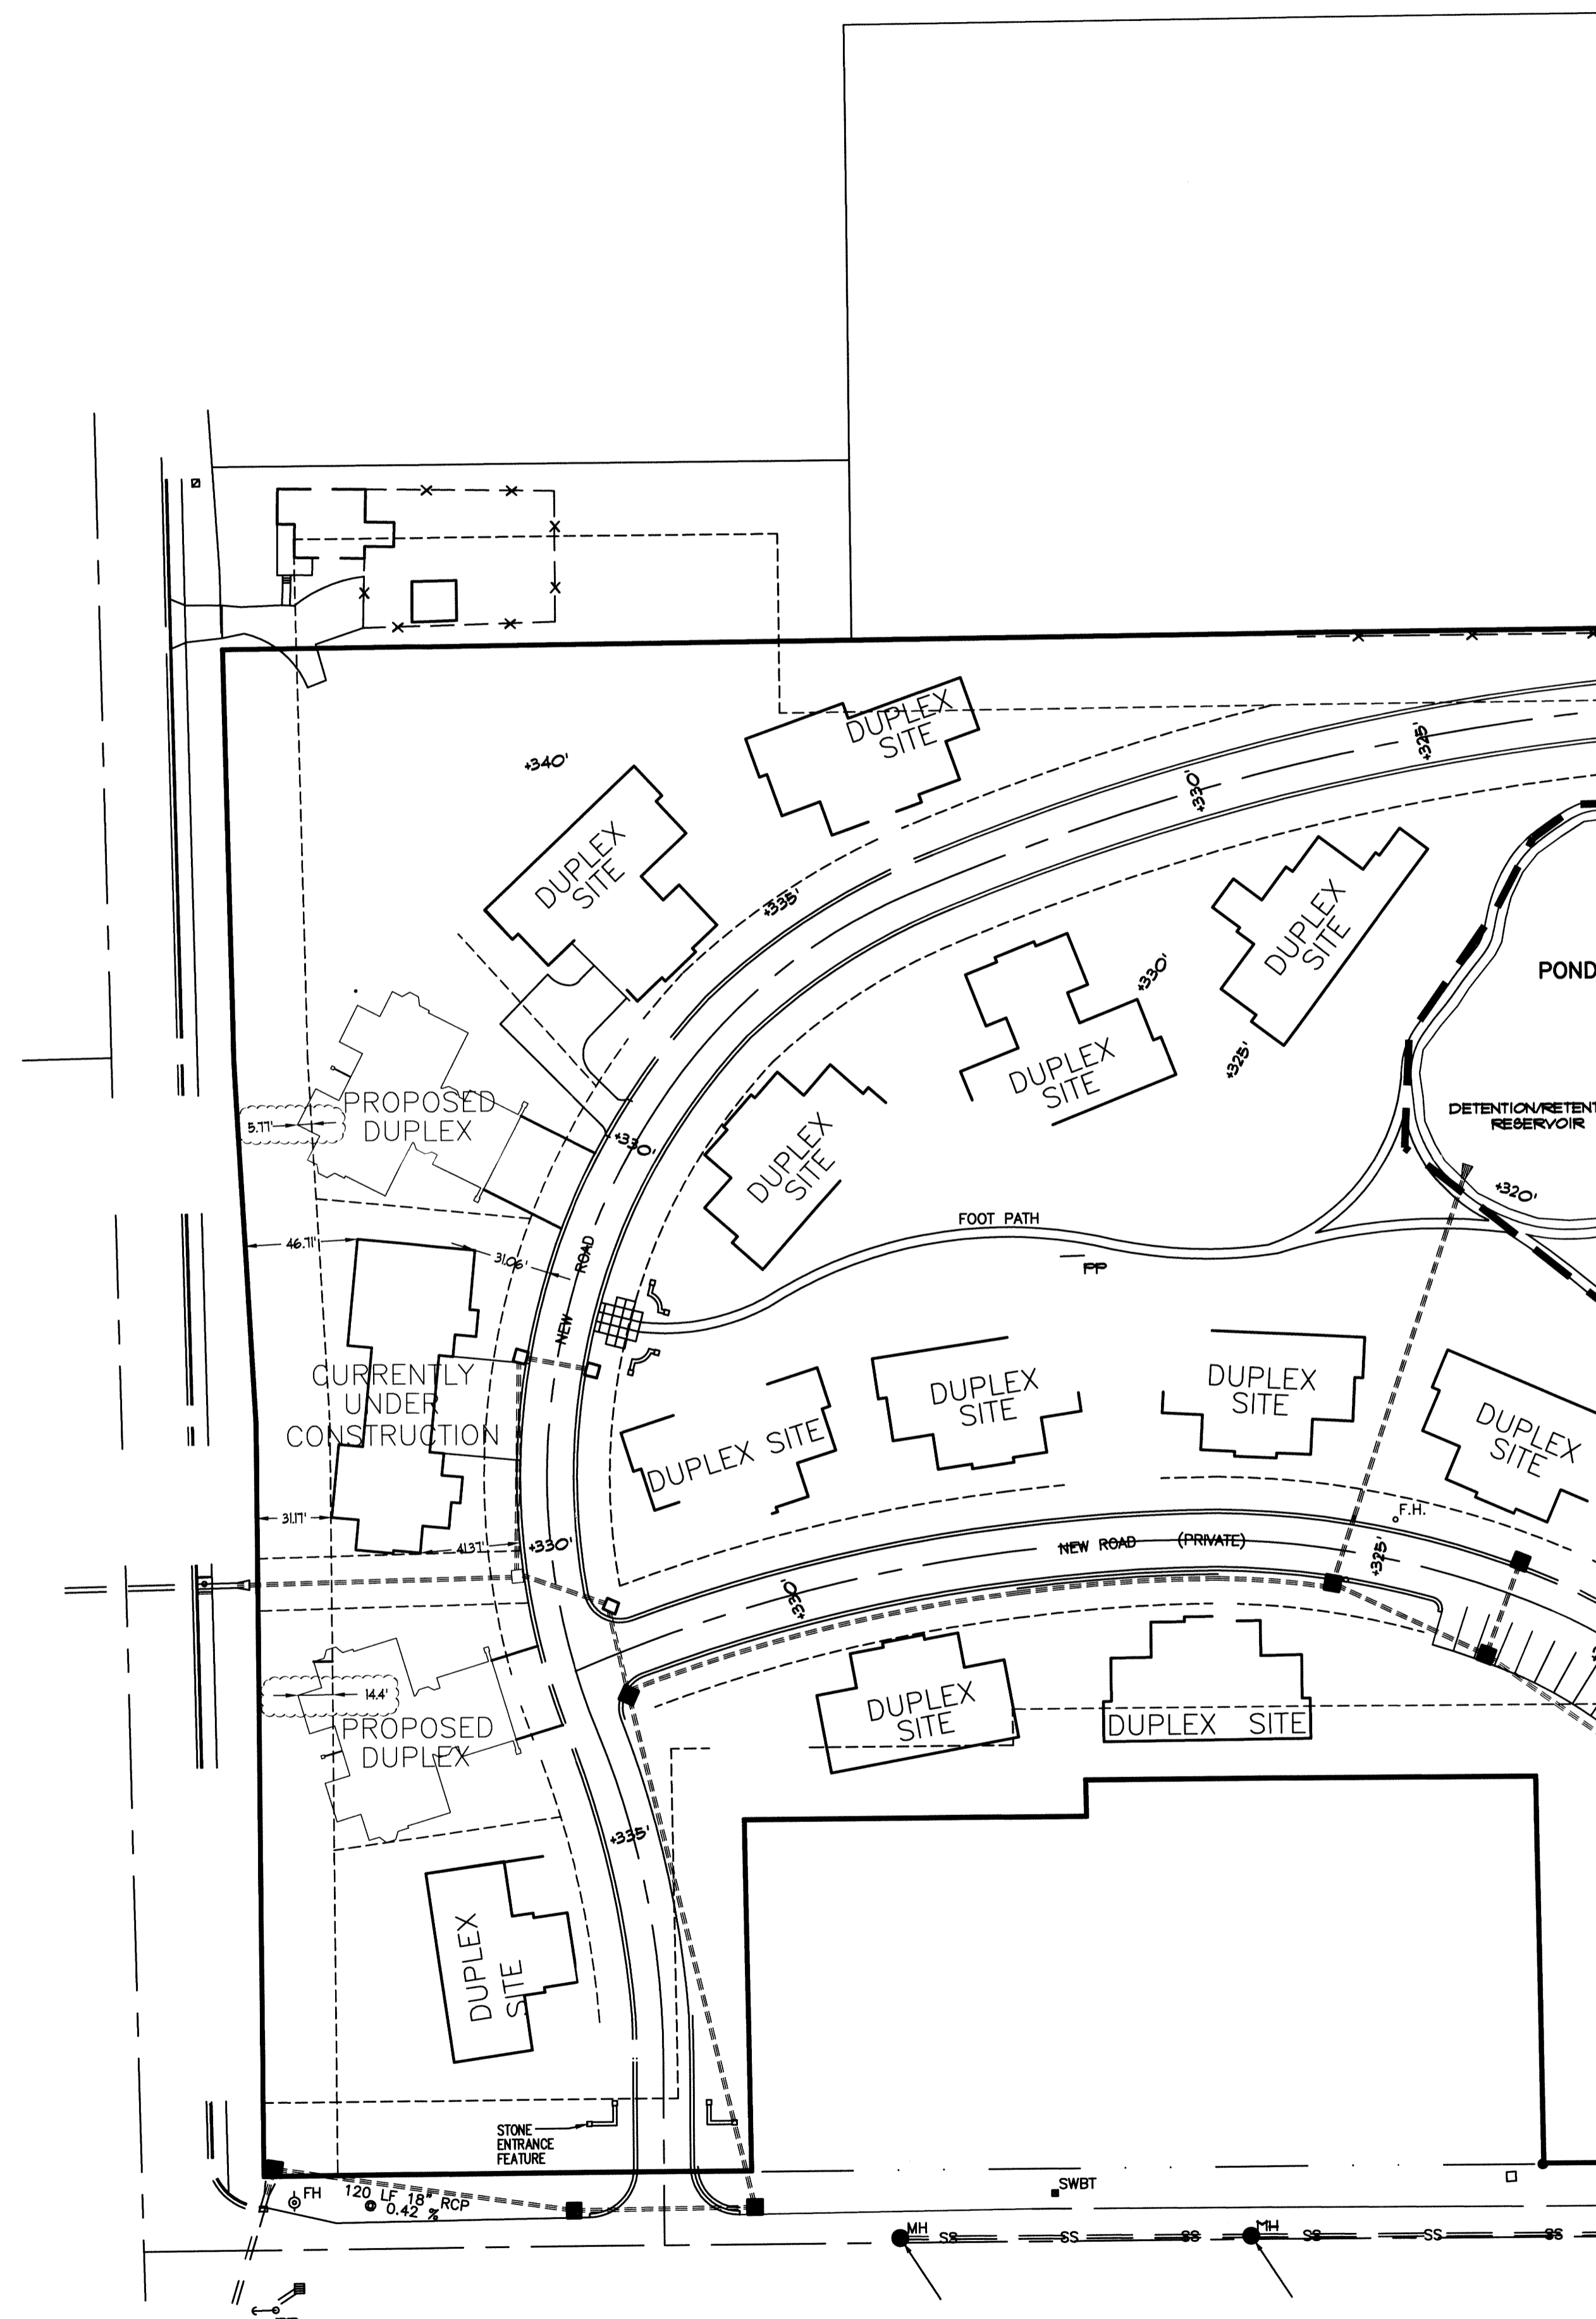 DUPLEX
SITE
+340'
+325'
+330'
DUPLEX
SITE
+335'
DUPLEX
SITE
POND
+330'
DUPLEX
SITE
+325'
PROPOSED
DUPLEX
5.77'
DETENTION/RETENT
RESERVOIR
+330'
DUPLEX
SITE
+320'
FOOT PATH
46.71'
31.06'
NEW ROAD
PP
CURRENTLY
UNDER
CONSTRUCTION
DUPLEX
SITE
DUPLEX
SITE
DUPLEX SITE
DUPLEX
SITE
31.17'
41.37'
+330'
F.H.
NEW ROAD (PRIVATE)
+325'
+330'
14.4'
PROPOSED
DUPLEX
DUPLEX
SITE
DUPLEX SITE
+335'
DUPLEX
SITE
STONE
ENTRANCE
FEATURE
FH
120 LF 18" RCP
0.42 %
SWBT
MH
SS
SS
SS
MH
SS
SS
SS